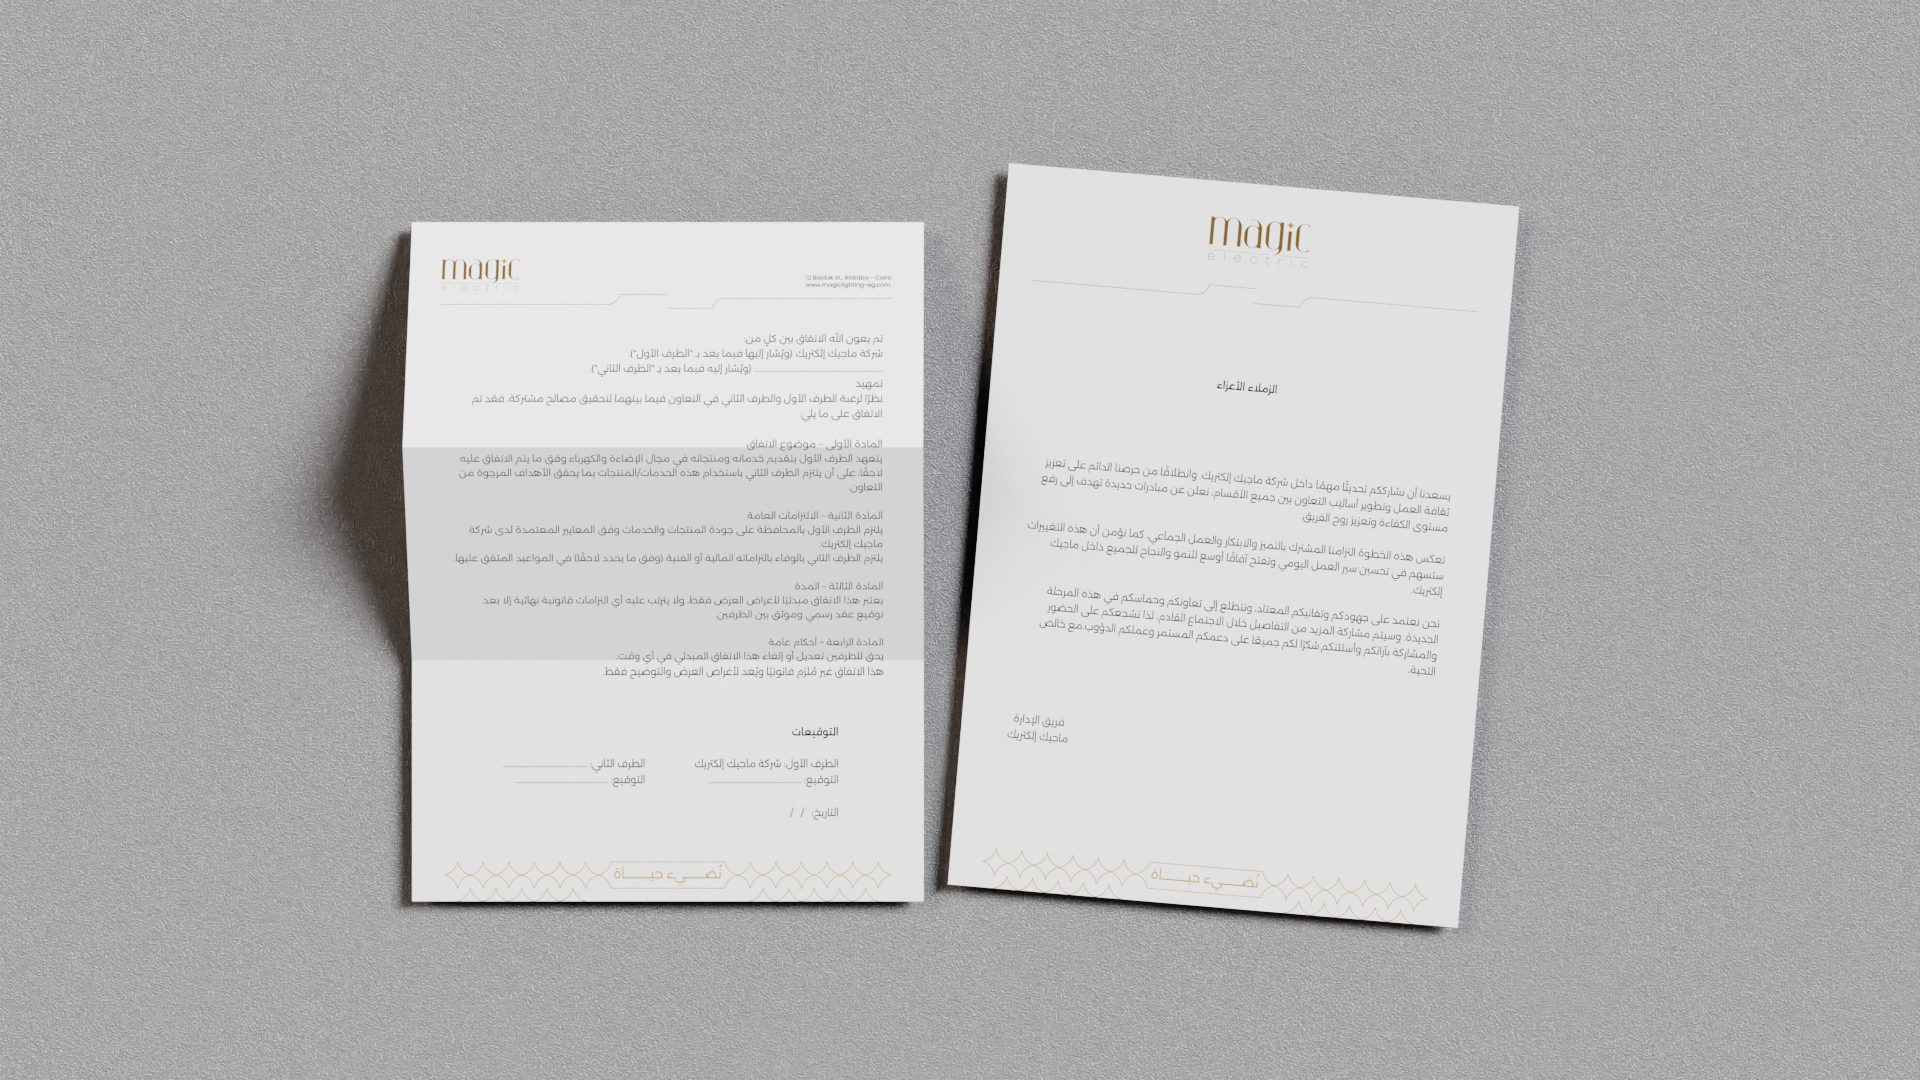 magic
electric
12 Baidak st., Alataba - Cairo
www.magiclighting-eg.com
تم بعون الله الاتفاق بين كلٍ من:
شركة ماجيك إلكتريك (ويُشار إليها فيما بعد بـ "الطرف الأول").
.................................................. (ويُشار إليه فيما بعد بـ "الطرف الثاني").
تمهيد
نظرًا لرغبة الطرف الأول والطرف الثاني في التعاون فيما بينهما لتحقيق مصالح مشتركة، فقد تم
الاتفاق على ما يلي:
المادة الأولى – موضوع الاتفاق
يتعهد الطرف الأول بتقديم خدماته ومنتجاته في مجال الإضاءة والكهرباء وفق ما يتم الاتفاق عليه
لاحقًا، على أن يلتزم الطرف الثاني باستخدام هذه الخدمات/المنتجات بما يحقق الأهداف المرجوة من
التعاون.
المادة الثانية – الالتزامات العامة
يلتزم الطرف الأول بالمحافظة على جودة المنتجات والخدمات وفق المعايير المعتمدة لدى شركة
ماجيك إلكتريك.
يلتزم الطرف الثاني بالوفاء بالتزاماته المالية أو الفنية (وفق ما يحدد لاحقًا) في المواعيد المتفق عليها.
المادة الثالثة – المدة
يعتبر هذا الاتفاق مبدئيًا لأغراض العرض فقط، ولا يترتب عليه أي التزامات قانونية نهائية إلا بعد
توقيع عقد رسمي وموثق بين الطرفين.
المادة الرابعة – أحكام عامة
يحق للطرفين تعديل أو إلغاء هذا الاتفاق المبدئي في أي وقت.
هذا الاتفاق غير مُلزم قانونيًا ويُعد لأغراض العرض والتوضيح فقط.
التوقيعات
الطرف الأول: شركة ماجيك إلكتريك
التوقيع: ..............................
الطرف الثاني: ..............................
التوقيع: ..............................
التاريخ: / /
نُضـــيء حيـــاة
magic
electric
الزملاء الأعزاء
يسعدنا أن نشارككم تحديثًا مهمًا داخل شركة ماجيك إلكتريك. وانطلاقًا من حرصنا الدائم على تعزيز
ثقافة العمل وتطوير أساليب التعاون بين جميع الأقسام، نعلن عن مبادرات جديدة تهدف إلى رفع
مستوى الكفاءة وتعزيز روح الفريق.
تعكس هذه الخطوة التزامنا المشترك بالتميز والابتكار والعمل الجماعي، كما نؤمن أن هذه التغييرات
ستسهم في تحسين سير العمل اليومي وتفتح آفاقًا أوسع للنمو والنجاح للجميع داخل ماجيك
إلكتريك.
نحن نعتمد على جهودكم وتفانيكم المعتاد، ونتطلع إلى تعاونكم وحماسكم في هذه المرحلة
الجديدة. وسيتم مشاركة المزيد من التفاصيل خلال الاجتماع القادم، لذا نشجعكم على الحضور
والمشاركة بآرائكم وأسئلتكم.شكرًا لكم جميعًا على دعمكم المستمر وعملكم الدؤوب.مع خالص
التحية،
فريق الإدارة
ماجيك إلكتريك
نُضـــيء حيـــاة